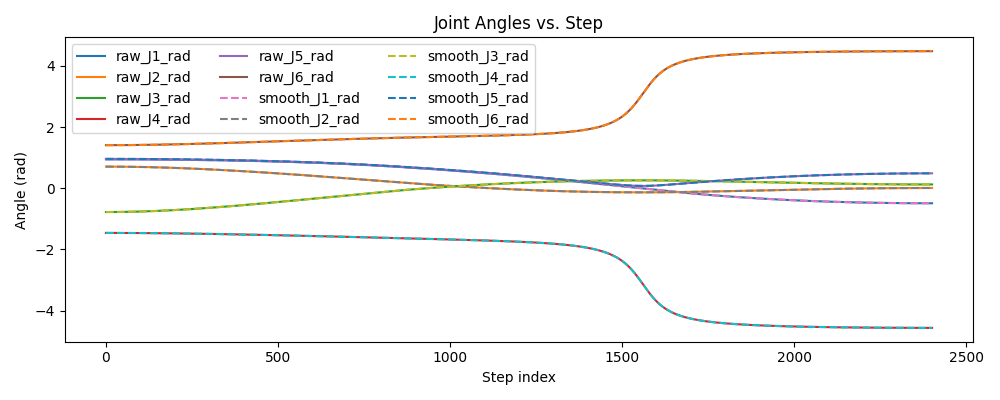 Joint Angles vs. Step
raw_J1_rad
raw_J2_rad
raw_J3_rad
raw_J4_rad
raw_J5_rad
raw_J6_rad
smooth_J1_rad
smooth_J2_rad
smooth_J3_rad
smooth_J4_rad
smooth_J5_rad
smooth_J6_rad
Angle (rad)
4
2
0
−2
−4
0
500
1000
1500
2000
2500
Step index